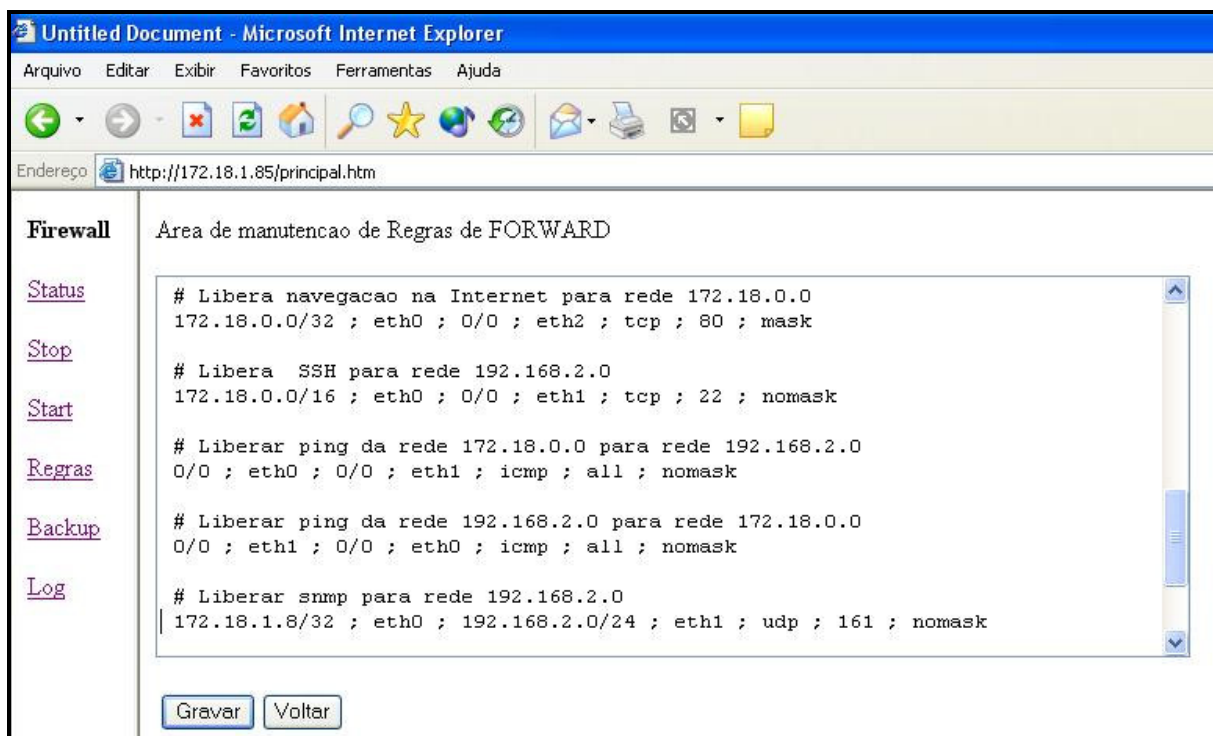 Untitled Document - Microsoft Internet Explorer
Arquivo Editar Exibir Favoritos Ferramentas Ajuda
Endereço http://172.18.1.85/principal.htm
Firewall
Status
Stop
Start
Regras
Backup
Log
Area de manutencao de Regras de FORWARD
# Libera navegacao na Internet para rede 172.18.0.0
172.18.0.0/32 ; eth0 ; 0/0 ; eth2 ; tcp ; 80 ; mask
# Libera  SSH para rede 192.168.2.0
172.18.0.0/16 ; eth0 ; 0/0 ; eth1 ; tcp ; 22 ; nomask
# Liberar ping da rede 172.18.0.0 para rede 192.168.2.0
0/0 ; eth0 ; 0/0 ; eth1 ; icmp ; all ; nomask
# Liberar ping da rede 192.168.2.0 para rede 172.18.0.0
0/0 ; eth1 ; 0/0 ; eth0 ; icmp ; all ; nomask
# Liberar snmp para rede 192.168.2.0
172.18.1.8/32 ; eth0 ; 192.168.2.0/24 ; eth1 ; udp ; 161 ; nomask
Gravar Voltar